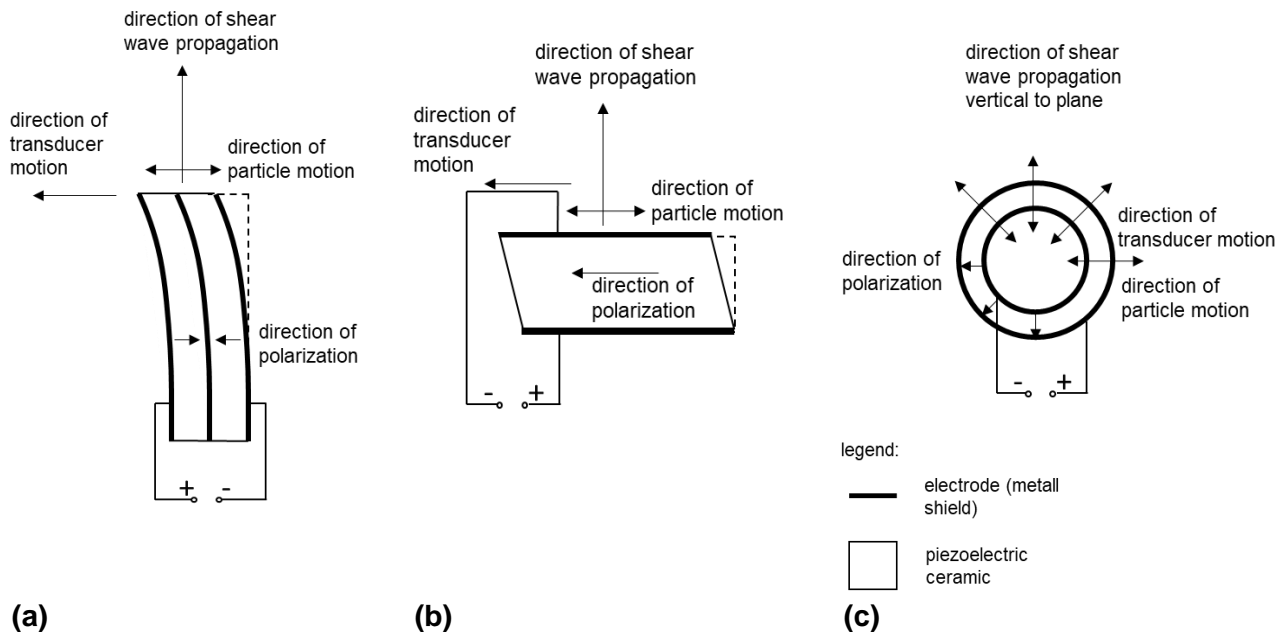 direction of shear
wave propagation
direction of
transducer
motion
direction of
particle motion
direction of
polarization
+ -
(a)
direction of shear
wave propagation
direction of
transducer
motion
direction of
particle motion
direction of
polarization
- +
(b)
direction of shear
wave propagation
vertical to plane
direction of
transducer motion
direction of
polarization
direction of
particle motion
- +
legend:
electrode (metall
shield)
piezoelectric
ceramic
(c)